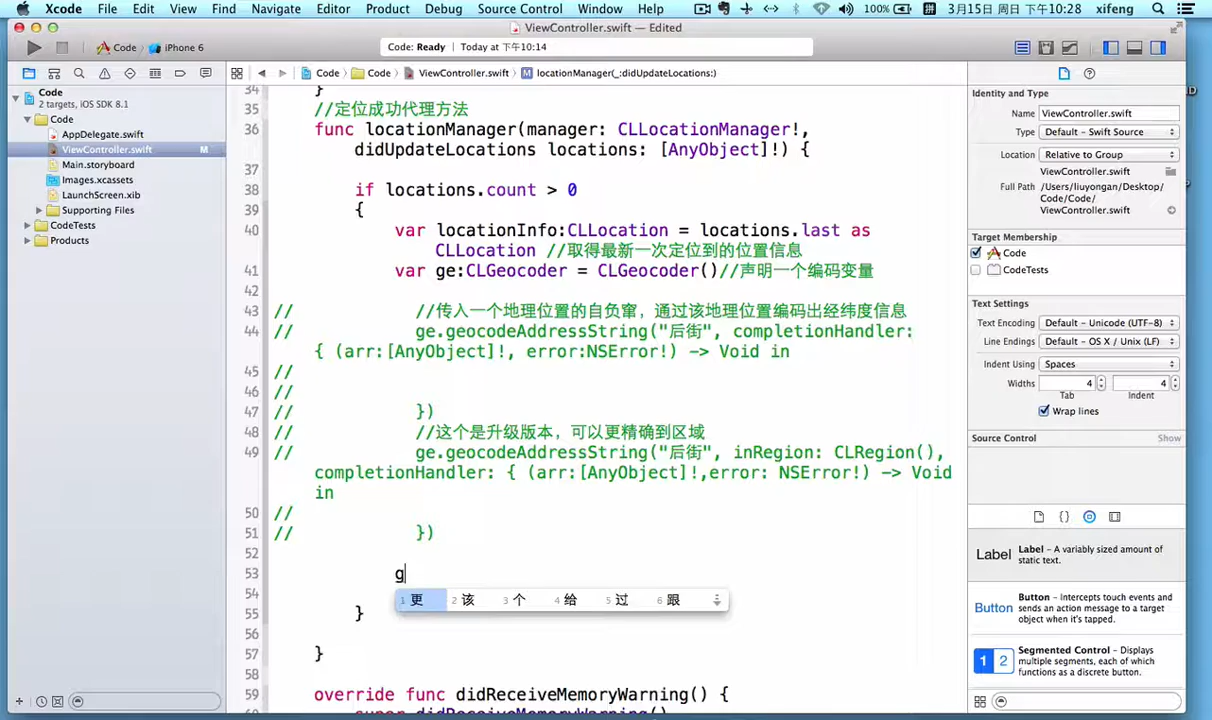 Xcode File Edit View Find Navigate Editor Product Debug Source Control Window Help 100% 拼 3月15日 周日 下午10:28 xifeng
ViewController.swift — Edited
Code iPhone 6
Code: Ready | Today at 下午10:14
Code Code ViewController.swift M locationManager(_:didUpdateLocations:)
Code
2 targets, iOS SDK 8.1
Code
AppDelegate.swift
ViewController.swift M
Main.storyboard
Images.xcassets
LaunchScreen.xib
Supporting Files
CodeTests
Products
34 }
35 //定位成功代理方法
36 func locationManager(manager: CLLocationManager!,
didUpdateLocations locations: [AnyObject]!) {
37
38 if locations.count > 0
39 {
40 var locationInfo:CLLocation = locations.last as
CLLocation //取得最新一次定位到的位置信息
41 var ge:CLGeocoder = CLGeocoder()//声明一个编码变量
42
43 // //传入一个地理位置的自负窜，通过该地理位置编码出经纬度信息
44 // ge.geocodeAddressString("后街", completionHandler:
{ (arr:[AnyObject]!, error:NSError!) -> Void in
45 //
46 //
47 // })
48 // //这个是升级版本，可以更精确到区域
49 // ge.geocodeAddressString("后街", inRegion: CLRegion(),
completionHandler: { (arr:[AnyObject]!,error: NSError!) -> Void
in
50 //
51 // })
52
53 g
1 更 2 该 3 个 4 给 5 过 6 跟
54
55 }
56
57 }
58
59 override func didReceiveMemoryWarning() {
super.didReceiveMemoryWarning()
Identity and Type
Name ViewController.swift
Type Default - Swift Source
Location Relative to Group
ViewController.swift
Full Path /Users/liuyongan/Desktop/
Code/Code/
ViewController.swift
Target Membership
Code
CodeTests
Text Settings
Text Encoding Default - Unicode (UTF-8)
Line Endings Default - OS X / Unix (LF)
Indent Using Spaces
Widths 4 4
Tab Indent
Wrap lines
Source Control Show
Label Label - A variably sized amount of
static text.
Button Button - Intercepts touch events and
sends an action message to a target
object when it's tapped.
1 2 Segmented Control - Displays
multiple segments, each of which
functions as a discrete button.